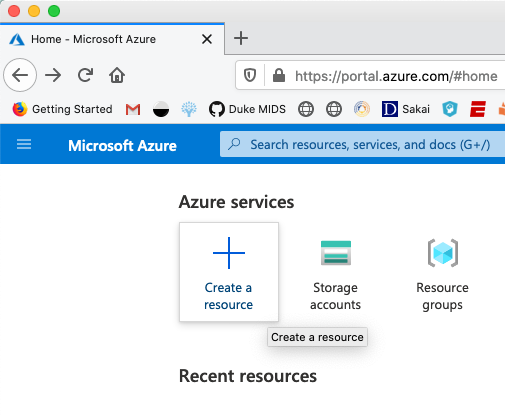 Home - Microsoft Azure
https://portal.azure.com/#home
Getting Started
Duke MIDS
D
Sakai
E
Microsoft Azure
Search resources, services, and docs (G+/)
Azure services
Create a
resource
Storage
accounts
Resource
groups
Create a resource
Recent resources